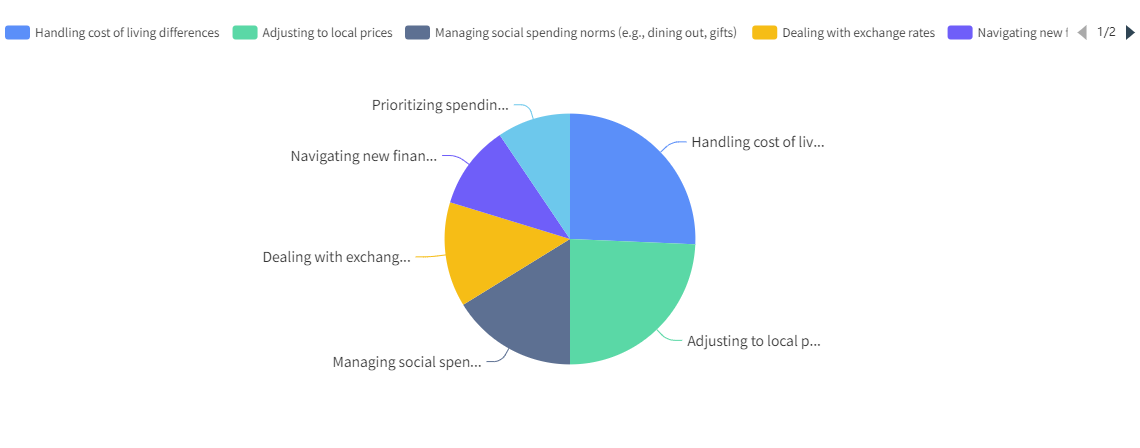 Handling cost of living differences Adjusting to local prices Managing social spending norms (e.g., dining out, gifts) Dealing with exchange rates Navigating new 1/2
Prioritizing spendin...
Handling cost of liv...
Navigating new finan...
Dealing with exchang...
Adjusting to local p...
Managing social spen...